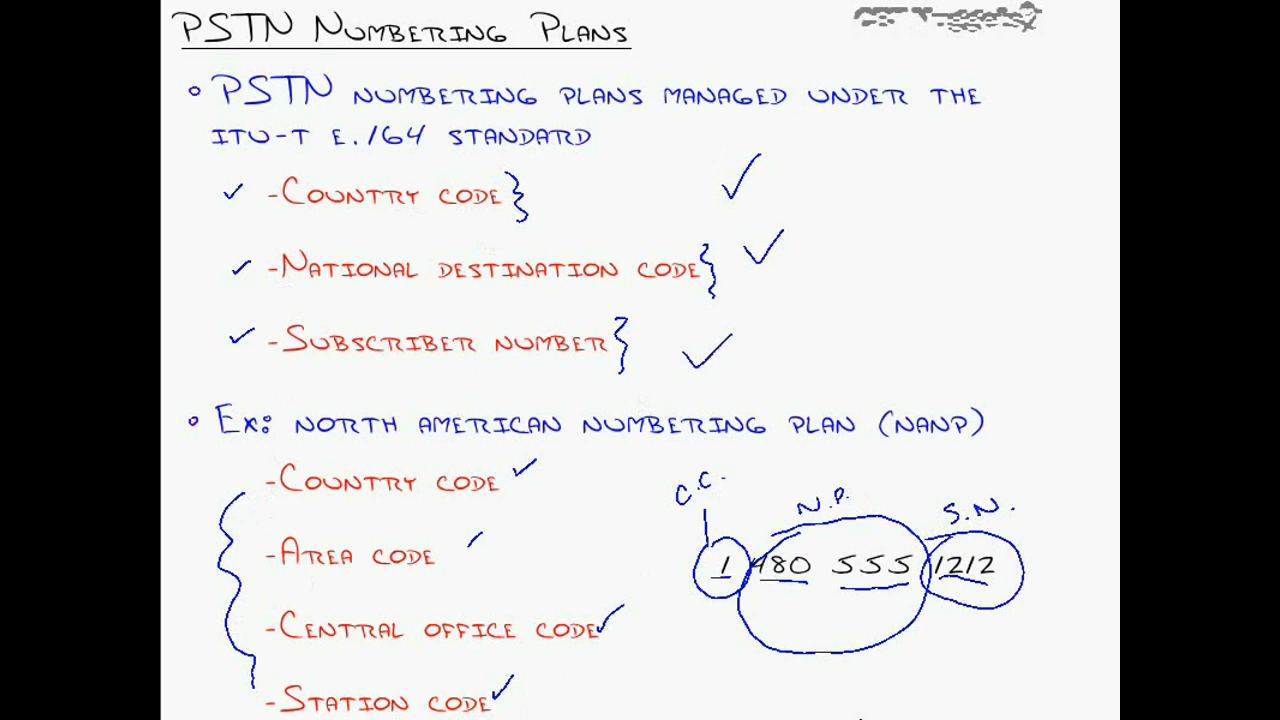 PSTN NUMBERING PLANS
PSTN NUMBERING PLANS MANAGED UNDER THE
ITU-T E.164 STANDARD
-COUNTRY CODE
-NATIONAL DESTINATION CODE
-SUBSCRIBER NUMBER
EX: NORTH AMERICAN NUMBERING PLAN (NANP)
-COUNTRY CODE
-AREA CODE
-CENTRAL OFFICE CODE
-STATION CODE
C.C. N.P. S.N.
1 480 555 1212